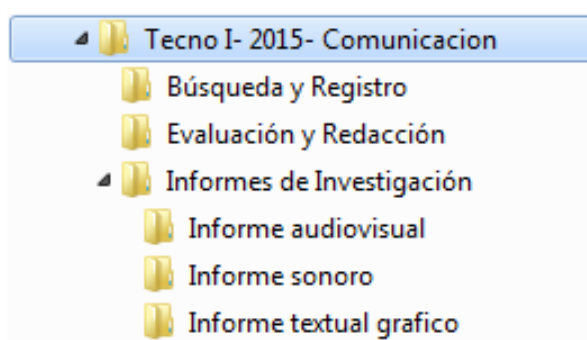 Tecno I- 2015- Comunicacion
Búsqueda y Registro
Evaluación y Redacción
Informes de Investigación
Informe audiovisual
Informe sonoro
Informe textual grafico